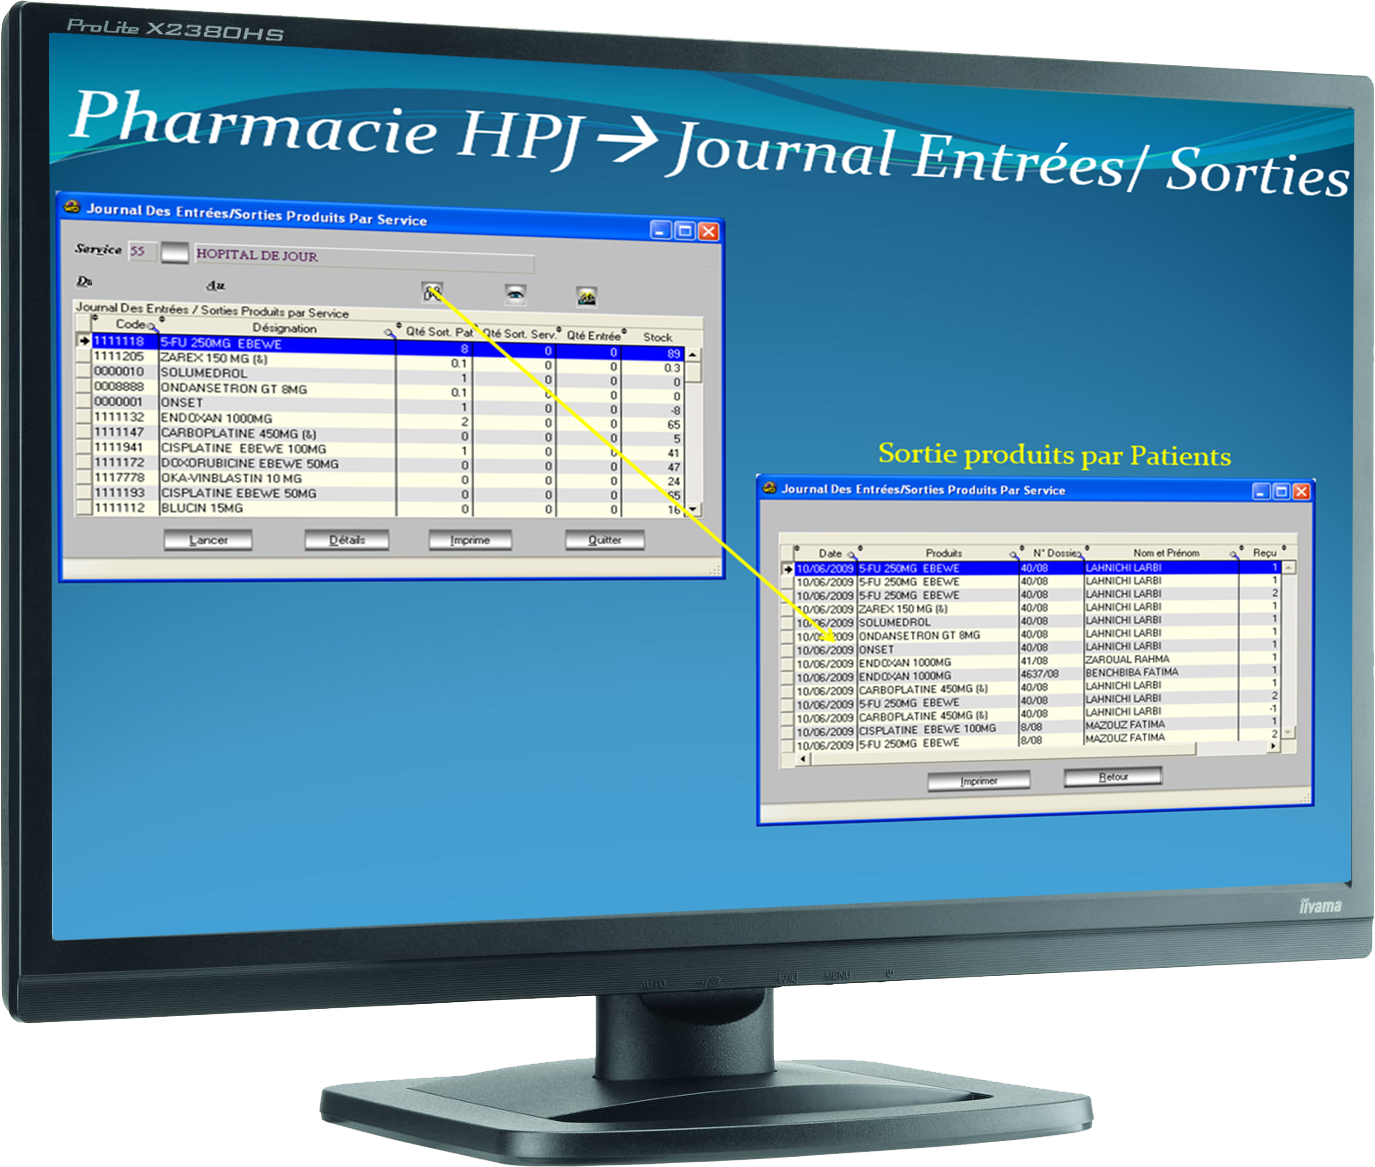 ProLite X2380HS
Pharmacie HPJ → Journal Entrées/ Sorties
Journal Des Entrées/Sorties Produits Par Service
Service 55 HOPITAL DE JOUR
Du Au
Journal Des Entrées / Sorties Produits par Service
Code Désignation Qté Sort. Pat Qté Sort. Serv. Qté Entrée Stock
1111118 5-FU 250MG EBEWE 8 0 0 89
1111205 ZAREX 150 MG (&) 0.1 0 0 0.3
0000010 SOLUMEDROL 1 0 0 0
0008888 ONDANSETRON GT 8MG 0.1 0 0 0
0000001 ONSET 1 0 0 -8
1111132 ENDOXAN 1000MG 2 0 0 65
1111147 CARBOPLATINE 450MG (&) 0 0 0 5
1111941 CISPLATINE EBEWE 100MG 1 0 0 41
1111172 DOXORUBICINE EBEWE 50MG 0 0 0 47
1117778 OKA-VINBLASTIN 10 MG 0 0 0 24
1111193 CISPLATINE EBEWE 50MG 0 0 0
1111112 BLUCIN 15MG 0 0 0 16
Lancer Détails Imprime Quitter
Sortie produits par Patients
Journal Des Entrées/Sorties Produits Par Service
Date Produits N° Dossier Nom et Prénom Reçu
10/06/2009 5-FU 250MG EBEWE 40/08 LAHNICHI LARBI 1
10/06/2009 5-FU 250MG EBEWE 40/08 LAHNICHI LARBI 1
10/06/2009 5-FU 250MG EBEWE 40/08 LAHNICHI LARBI 2
10/06/2009 ZAREX 150 MG (&) 40/08 LAHNICHI LARBI 1
10/06/2009 SOLUMEDROL 40/08 LAHNICHI LARBI 1
10/06/2009 ONDANSETRON GT 8MG 40/08 LAHNICHI LARBI 1
10/06/2009 ONSET 40/08 LAHNICHI LARBI 1
10/06/2009 ENDOXAN 1000MG 41/08 ZAROUAL RAHMA 1
10/06/2009 ENDOXAN 1000MG 4637/08 BENCHBIBA FATIMA 1
10/06/2009 CARBOPLATINE 450MG (&) 40/08 LAHNICHI LARBI 1
10/06/2009 5-FU 250MG EBEWE 40/08 LAHNICHI LARBI 2
10/06/2009 CARBOPLATINE 450MG (&) 40/08 LAHNICHI LARBI -1
10/06/2009 CISPLATINE EBEWE 100MG 8/08 MAZOUZ FATIMA 1
10/06/2009 5-FU 250MG EBEWE 8/08 MAZOUZ FATIMA 2
Imprimer Retour
iiyama
AUTO MENU